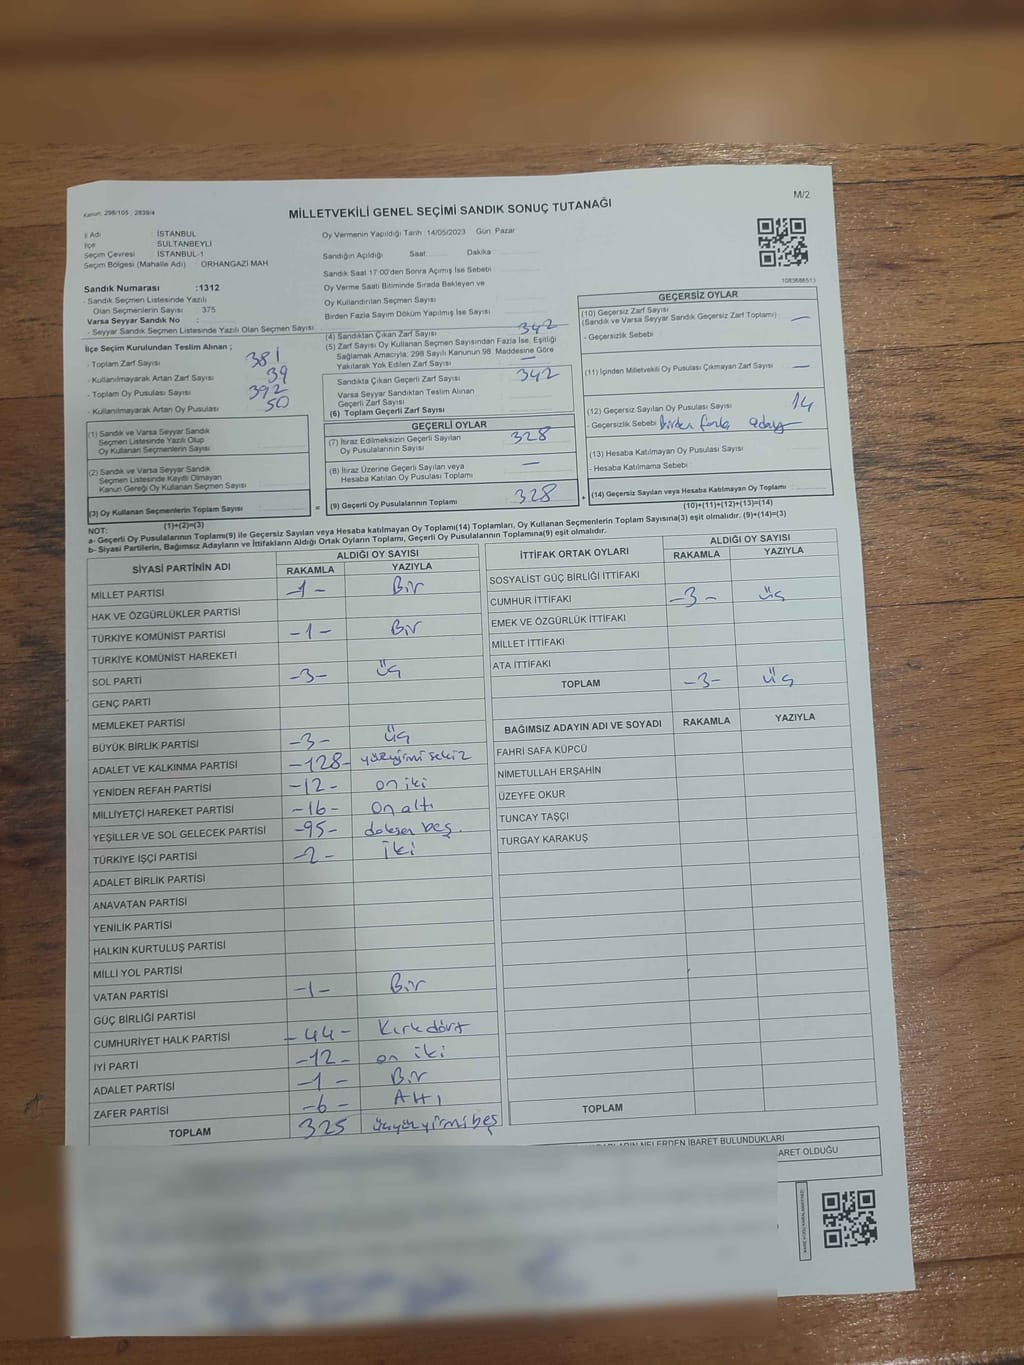 M/2
Kanun: 298/105 ; 2839/4
MİLLETVEKİLİ GENEL SEÇİMİ SANDIK SONUÇ TUTANAĞI
İl Adı : İSTANBUL
İlçe : SULTANBEYLİ
Seçim Çevresi : İSTANBUL-1
Seçim Bölgesi (Mahalle Adı) : ORHANGAZİ MAH
Sandık Numarası :1312
- Sandık Seçmen Listesinde Yazılı
Olan Seçmenlerin Sayısı : 375
Varsa Seyyar Sandık No :
- Seyyar Sandık Seçmen Listesinde Yazılı Olan Seçmen Sayısı :
İlçe Seçim Kurulundan Teslim Alınan ;
- Toplam Zarf Sayısı 381
- Kullanılmayarak Artan Zarf Sayısı 39
- Toplam Oy Pusulası Sayısı 392
- Kullanılmayarak Artan Oy Pusulası 50
(1) Sandık ve Varsa Seyyar Sandık
Seçmen Listesinde Yazılı Olup
Oy Kullanan Seçmenlerin Sayısı
(2) Sandık ve Varsa Seyyar Sandık
Seçmen Listesinde Kayıtlı Olmayan
Kanun Gereği Oy Kullanan Seçmen Sayısı
(3) Oy Kullanan Seçmenlerin Toplam Sayısı
(1)+(2)=(3)
Oy Vermenin Yapıldığı Tarih :14/05/2023 Gün: Pazar
Sandığın Açıldığı Saat: Dakika:
Sandık Saat 17:00'den Sonra Açılmış İse Sebebi
Oy Verme Saati Bitiminde Sırada Bekleyen ve
Oy Kullandırılan Seçmen Sayısı
Birden Fazla Sayım Döküm Yapılmış İse Sayısı
(4) Sandıktan Çıkan Zarf Sayısı 342
(5) Zarf Sayısı Oy Kullanan Seçmen Sayısından Fazla İse, Eşitliği
Sağlamak Amacıyla, 298 Sayılı Kanunun 98. Maddesine Göre
Yakılarak Yok Edilen Zarf Sayısı —
Sandıkta Çıkan Geçerli Zarf Sayısı 342
Varsa Seyyar Sandıktan Teslim Alınan
Geçerli Zarf Sayısı
(6) Toplam Geçerli Zarf Sayısı
GEÇERLİ OYLAR
(7) İtiraz Edilmeksizin Geçerli Sayılan
Oy Pusulasının Sayısı 328
(8) İtiraz Üzerine Geçerli Sayılan veya
Hesaba Katılan Oy Pusulası Toplamı —
= (9) Geçerli Oy Pusulalarının Toplamı 328 +
1083688513
GEÇERSİZ OYLAR
(10) Geçersiz Zarf Sayısı
(Sandık ve Varsa Seyyar Sandık Geçersiz Zarf Toplamı) : —
- Geçersizlik Sebebi :
(11) İçinden Milletvekili Oy Pusulası Çıkmayan Zarf Sayısı —
(12) Geçersiz Sayılan Oy Pusulası Sayısı 14
- Geçersizlik Sebebi Birden fazla aday
(13) Hesaba Katılmayan Oy Pusulası Sayısı
- Hesaba Katılmama Sebebi
(14) Geçersiz Sayılan veya Hesaba Katılmayan Oy Toplamı
(10)+(11)+(12)+(13)=(14)
NOT:
a- Geçerli Oy Pusulalarının Toplamı(9) ile Geçersiz Sayılan veya Hesaba katılmayan Oy Toplamı(14) Toplamları, Oy Kullanan Seçmenlerin Toplam Sayısına(3) eşit olmalıdır. (9)+(14)=(3)
b- Siyasi Partilerin, Bağımsız Adayların ve İttifakların Aldığı Ortak Oyların Toplamı, Geçerli Oy Pusulalarının Toplamına(9) eşit olmalıdır.
SİYASİ PARTİNİN ADI ALDIĞI OY SAYISI
RAKAMLA YAZIYLA
MİLLET PARTİSİ -1- Bir
HAK VE ÖZGÜRLÜKLER PARTİSİ
TÜRKİYE KOMÜNİST PARTİSİ -1- Bir
TÜRKİYE KOMÜNİST HAREKETİ
SOL PARTİ -3- üç
GENÇ PARTİ
MEMLEKET PARTİSİ
BÜYÜK BİRLİK PARTİSİ -3- üç
ADALET VE KALKINMA PARTİSİ -128- yüzyirmi sekiz
YENİDEN REFAH PARTİSİ -12- on iki
MİLLİYETÇİ HAREKET PARTİSİ -16- On altı
YEŞİLLER VE SOL GELECEK PARTİSİ -95- doksan beş.
TÜRKİYE İŞÇİ PARTİSİ -2- iki
ADALET BİRLİK PARTİSİ
ANAVATAN PARTİSİ
YENİLİK PARTİSİ
HALKIN KURTULUŞ PARTİSİ
MİLLİ YOL PARTİSİ
VATAN PARTİSİ -1- Bir
GÜÇ BİRLİĞİ PARTİSİ
CUMHURİYET HALK PARTİSİ -44- Kırk dört
İYİ PARTİ -12- on iki
ADALET PARTİSİ -1- Bir
ZAFER PARTİSİ -6- Altı
TOPLAM 325 üçyüzyirmibeş
İTTİFAK ORTAK OYLARI ALDIĞI OY SAYISI
RAKAMLA YAZIYLA
SOSYALİST GÜÇ BİRLİĞİ İTTİFAKI
CUMHUR İTTİFAKI -3- üç
EMEK VE ÖZGÜRLÜK İTTİFAKI
MİLLET İTTİFAKI
ATA İTTİFAKI
TOPLAM -3- üç
BAĞIMSIZ ADAYIN ADI VE SOYADI RAKAMLA YAZIYLA
FAHRİ SAFA KÜPCÜ
NİMETULLAH ERŞAHİN
ÜZEYFE OKUR
TUNCAY TAŞÇI
TURGAY KARAKUŞ
TOPLAM
NELERDEN İBARET BULUNDUKLARI
ARET OLDUĞU